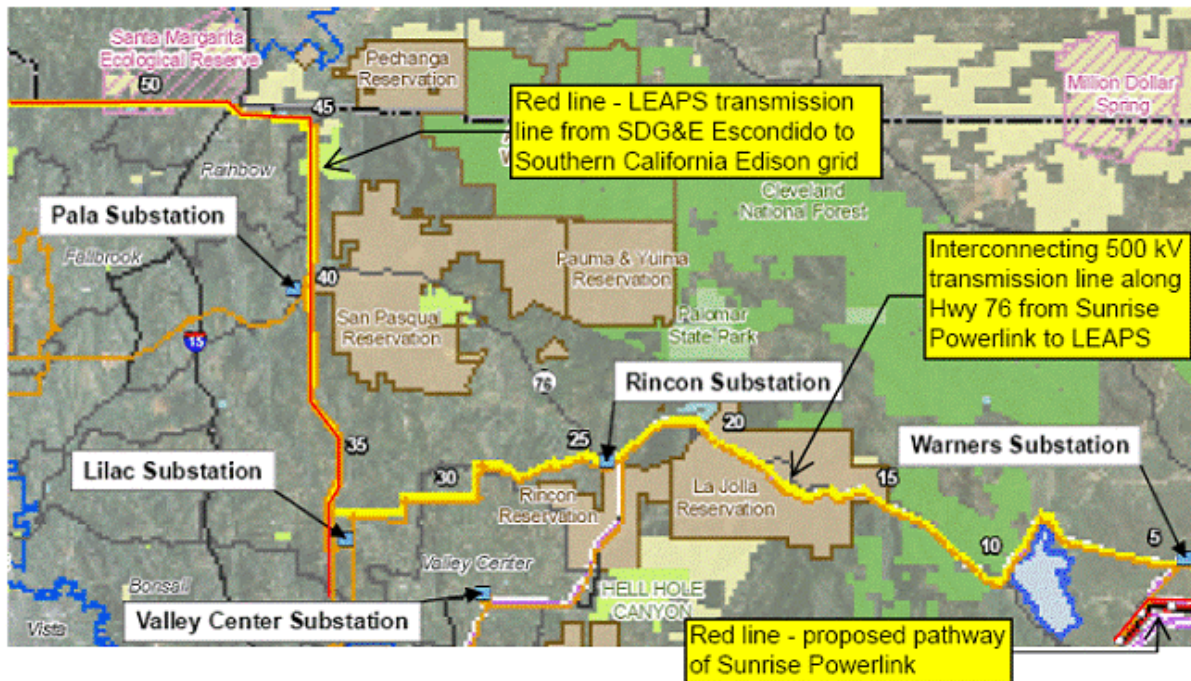 Santa Margarita
Ecological Reserve
50
Pechanga
Reservation
45
Red line - LEAPS transmission
line from SDG&E Escondido to
Southern California Edison grid
Million Dollar
Spring
Rainbow
Pala Substation
Cleveland
National Forest
Fallbrook
40
Pauma & Yuima
Reservation
Interconnecting 500 kV
transmission line along
Hwy 76 from Sunrise
Powerlink to LEAPS
San Pasqual
Reservation
Palomar
State Park
15
76
Rincon Substation
20
25
35
Warners Substation
Lilac Substation
30
15
La Jolla
Reservation
Rincon
Reservation
10
5
Valley Center
Bonsall
HELL HOLE
CANYON
Valley Center Substation
Vista
Red line - proposed pathway
of Sunrise Powerlink